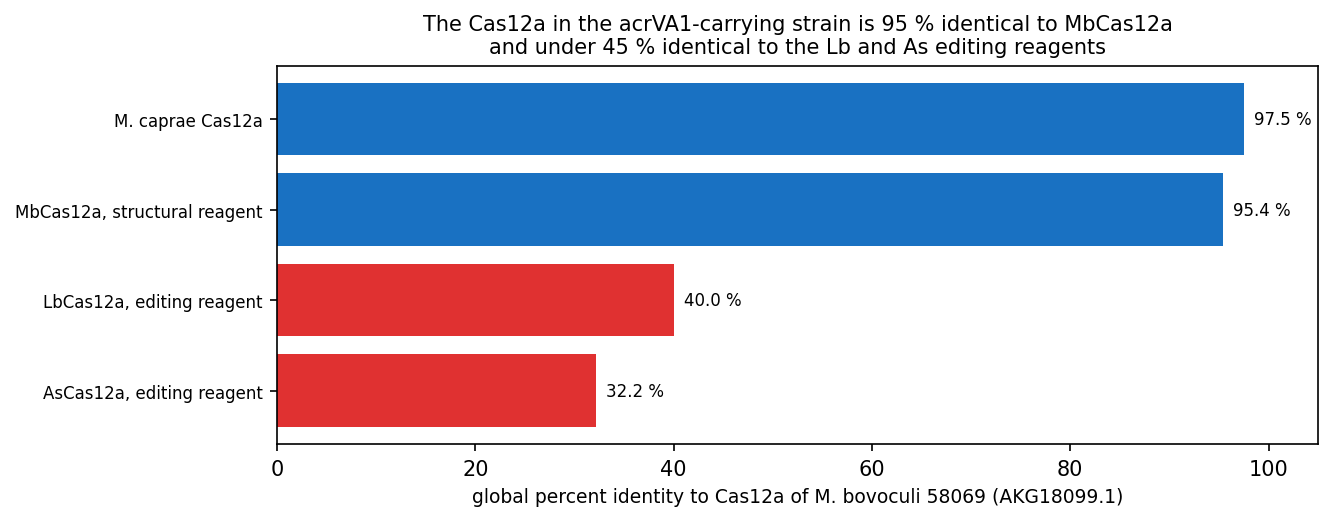 The Cas12a in the acrVA1-carrying strain is 95 % identical to MbCas12a
and under 45 % identical to the Lb and As editing reagents
M. caprae Cas12a
97.5 %
MbCas12a, structural reagent
95.4 %
LbCas12a, editing reagent
40.0 %
AsCas12a, editing reagent
32.2 %
0 20 40 60 80 100
global percent identity to Cas12a of M. bovoculi 58069 (AKG18099.1)